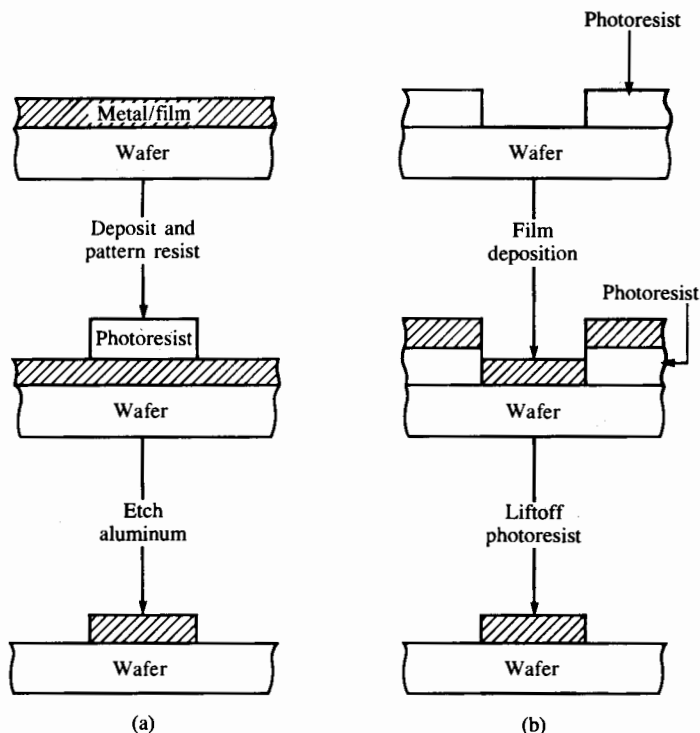 Metal/film
Wafer
Deposit and
pattern resist
Photoresist
Wafer
Etch
aluminum
Wafer
(a)
Photoresist
Wafer
Film
deposition
Photoresist
Wafer
Liftoff
photoresist
Wafer
(b)